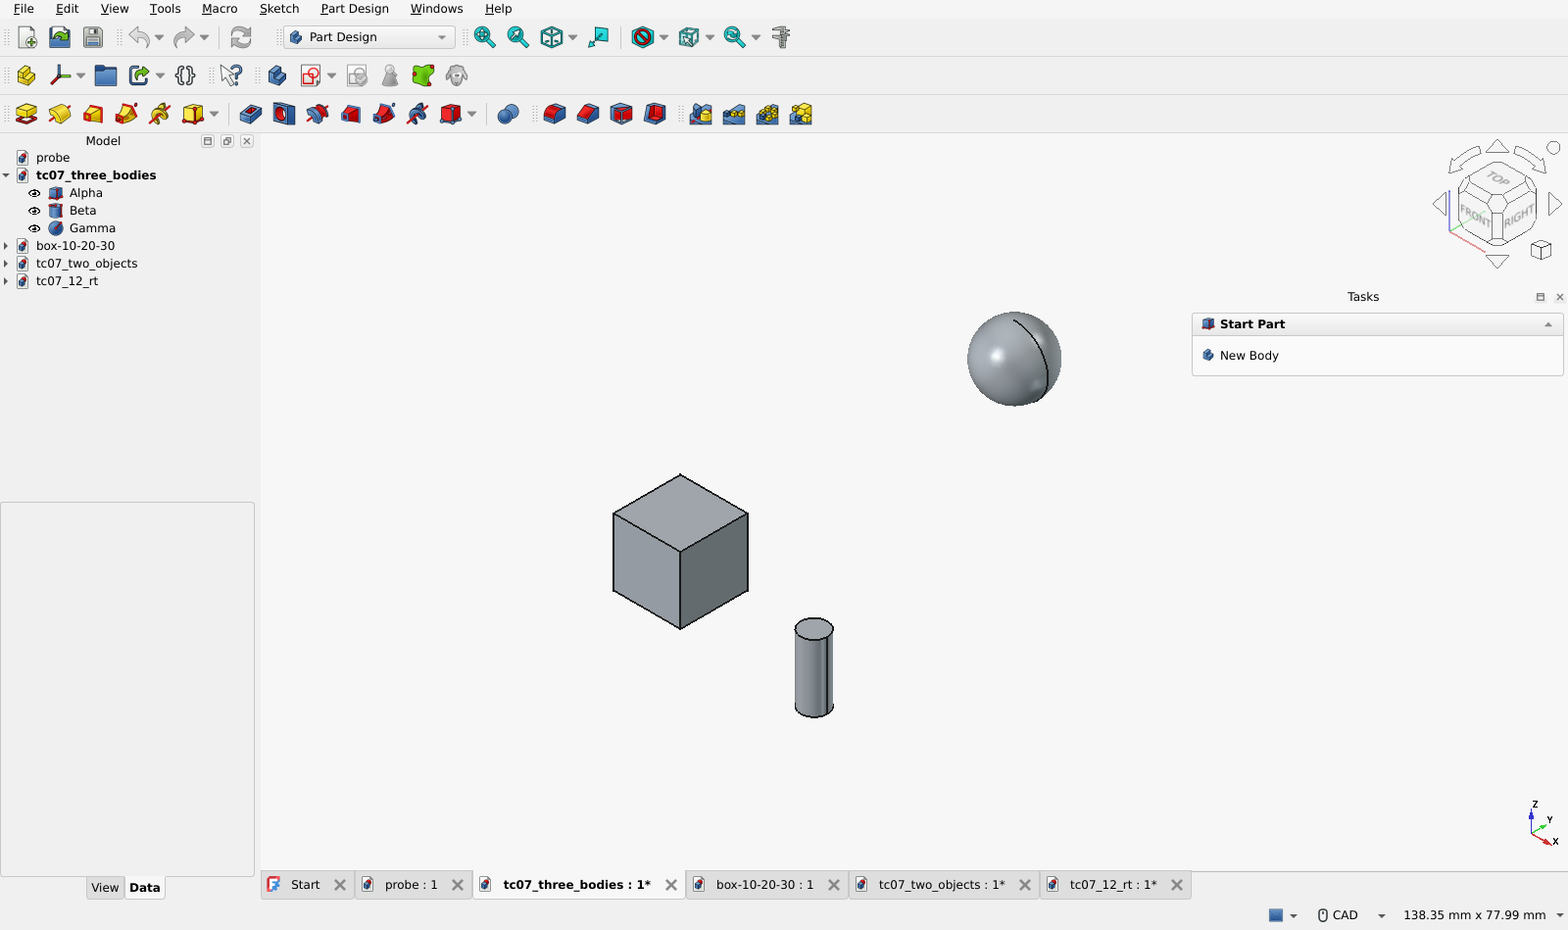 File Edit View Tools Macro Sketch Part Design Windows Help
Part Design
Model
probe
tc07_three_bodies
Alpha
Beta
Gamma
box-10-20-30
tc07_two_objects
tc07_12_rt
TOP
FRONT
RIGHT
Tasks
Start Part
New Body
Z
Y
X
View Data
Start probe : 1 tc07_three_bodies : 1* box-10-20-30 : 1 tc07_two_objects : 1* tc07_12_rt : 1*
CAD 138.35 mm x 77.99 mm